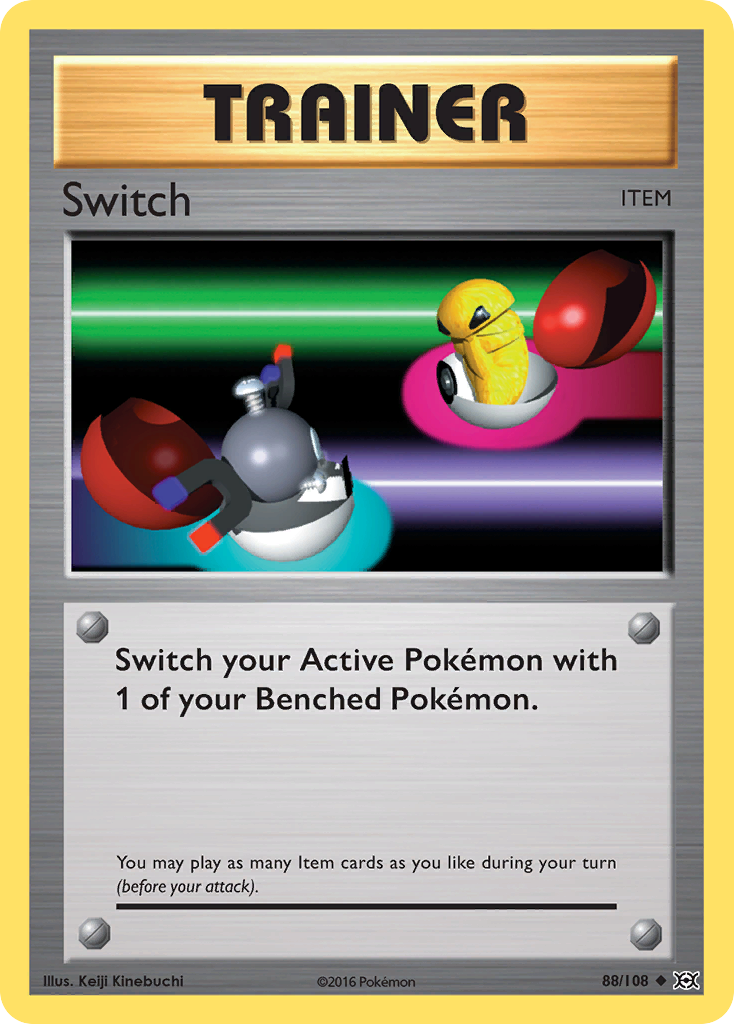 TRAINER
Switch
ITEM
Switch your Active Pokémon with
1 of your Benched Pokémon.
You may play as many Item cards as you like during your turn
(before your attack).
Illus. Keiji Kinebuchi ©2016 Pokémon 88/108